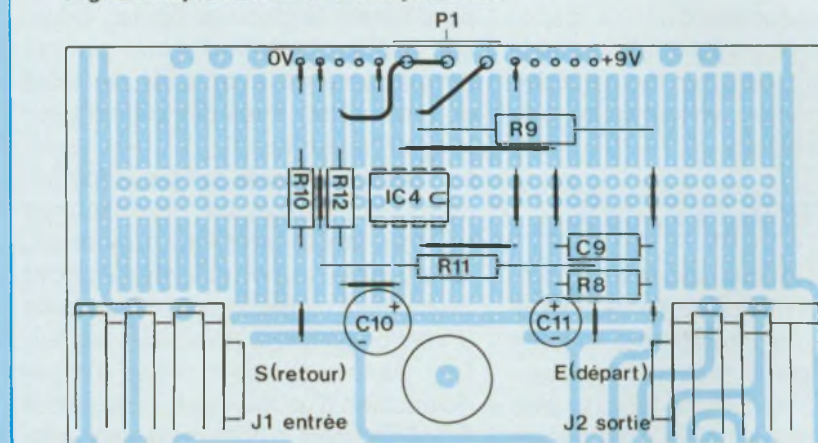 P1
0V
+9V
R9
R10
R12
IC4
C9
R11
R8
C10
+
-
C11
+
-
S(retour)
E(départ)
J1 entrée
J2 sortie